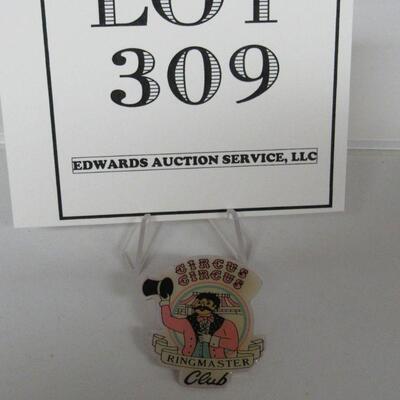 LOT
309
EDWARDS AUCTION SERVICE, LLC
CIRCUS
CIRCUS
RINGMASTER
Club